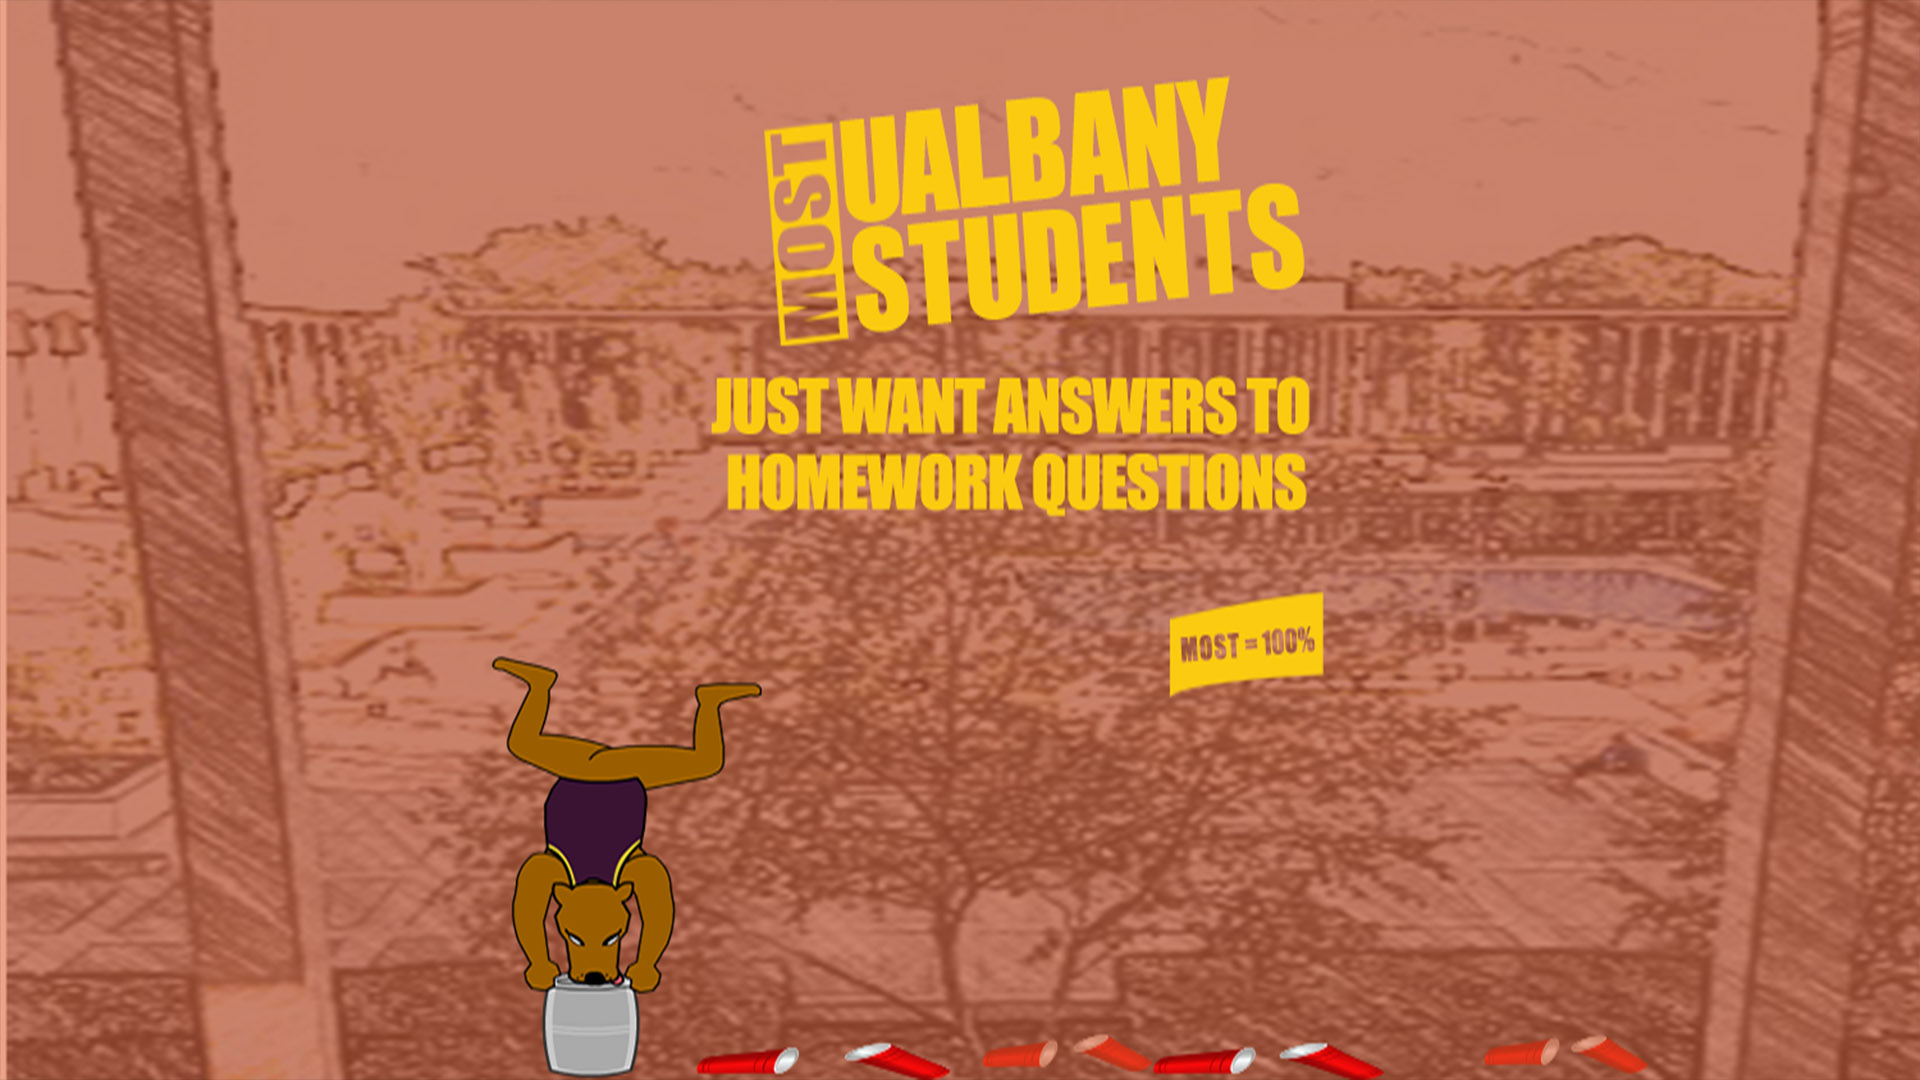 MOST
UALBANY
STUDENTS
JUST WANT ANSWERS TO
HOMEWORK QUESTIONS
MOST = 100%